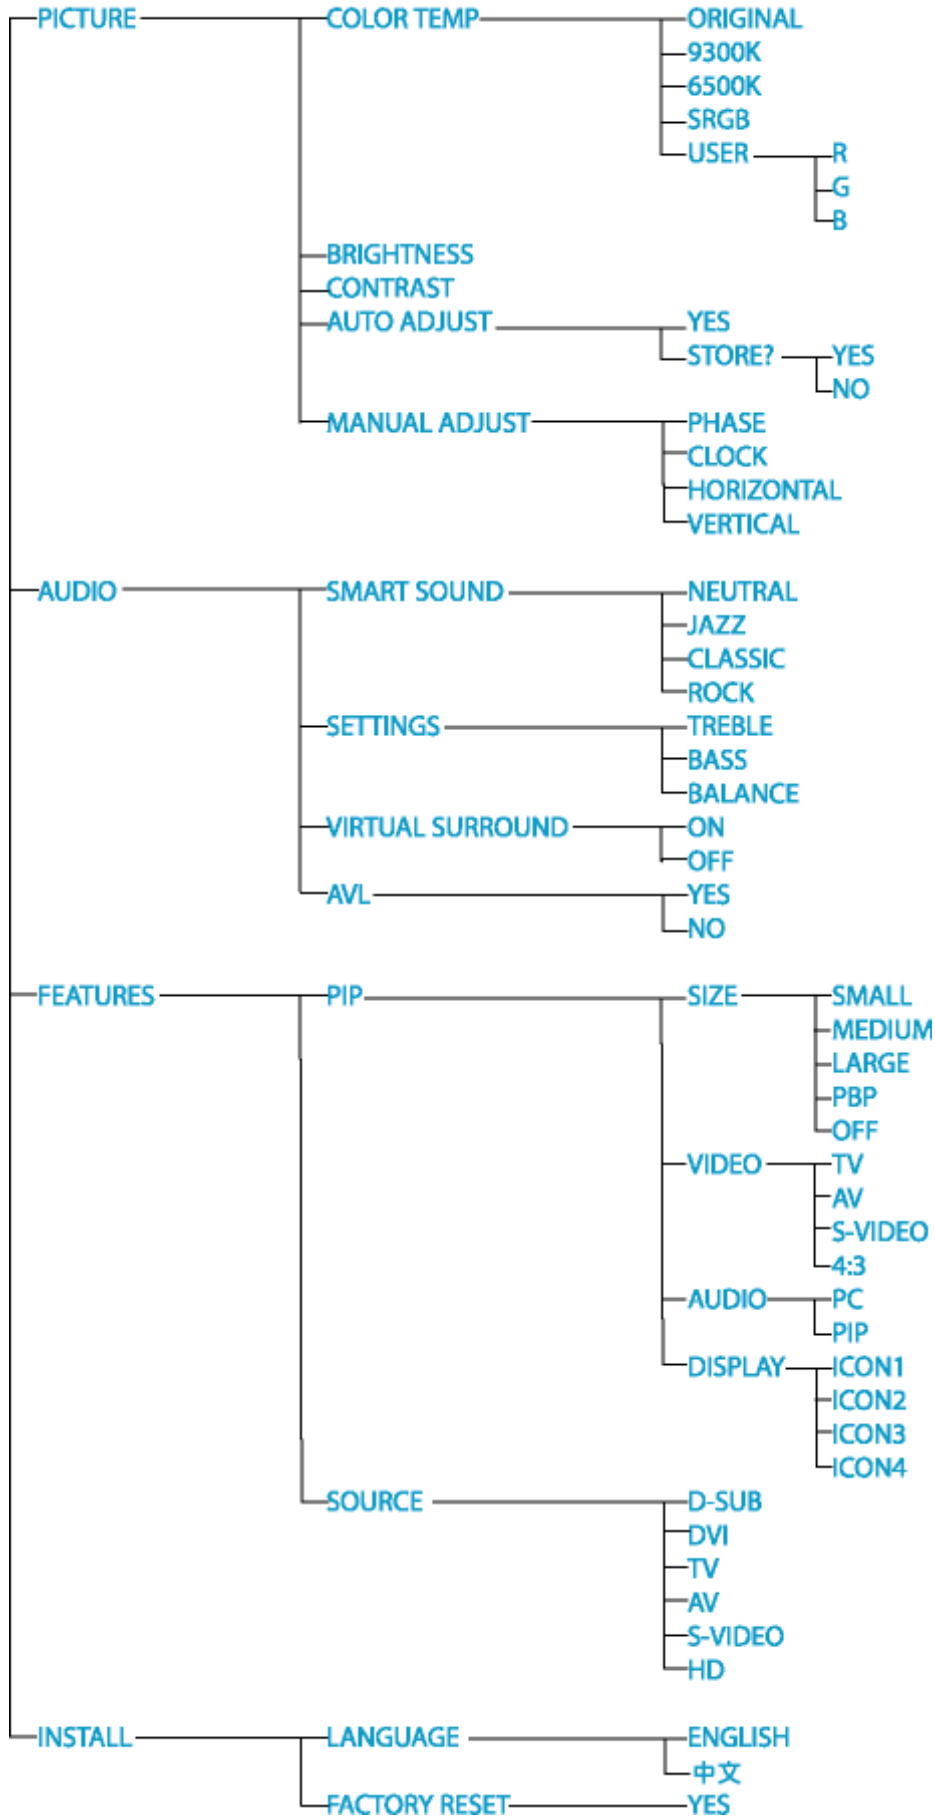 PICTURE COLOR TEMP ORIGINAL
9300K
6500K
SRGB
USER R
G
B
BRIGHTNESS
CONTRAST
AUTO ADJUST YES
STORE? YES
NO
MANUAL ADJUST PHASE
CLOCK
HORIZONTAL
VERTICAL
AUDIO SMART SOUND NEUTRAL
JAZZ
CLASSIC
ROCK
SETTINGS TREBLE
BASS
BALANCE
VIRTUAL SURROUND ON
OFF
AVL YES
NO
FEATURES PIP SIZE SMALL
MEDIUM
LARGE
PBP
OFF
VIDEO TV
AV
S-VIDEO
4:3
AUDIO PC
PIP
DISPLAY ICON1
ICON2
ICON3
ICON4
SOURCE D-SUB
DVI
TV
AV
S-VIDEO
HD
INSTALL LANGUAGE ENGLISH
中文
FACTORY RESET YES